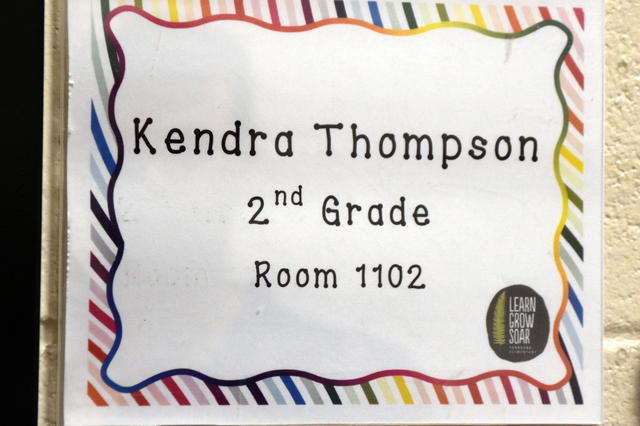 Kendra Thompson
2nd Grade
Room 1102
LEARN
GROW
SOAR